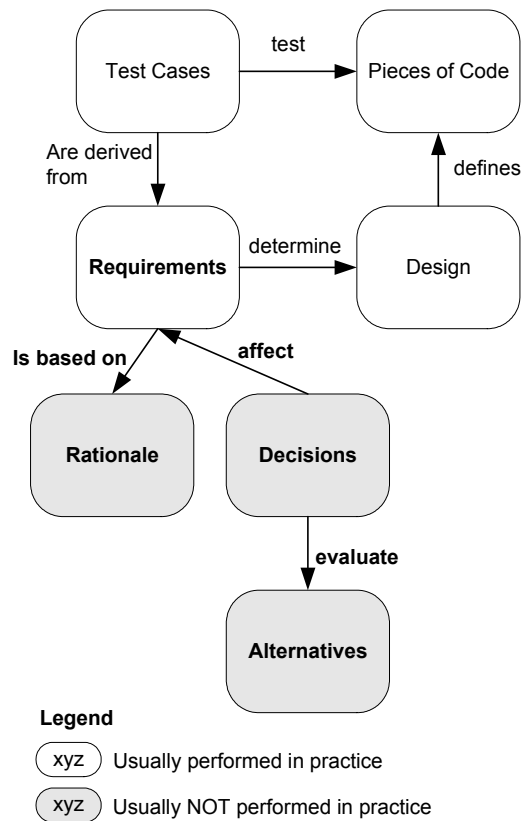 test
Test Cases
Pieces of Code
Are derived
from
defines
determine
Requirements
Design
Is based on
affect
Rationale
Decisions
evaluate
Alternatives
Legend
xyz Usually performed in practice
xyz Usually NOT performed in practice